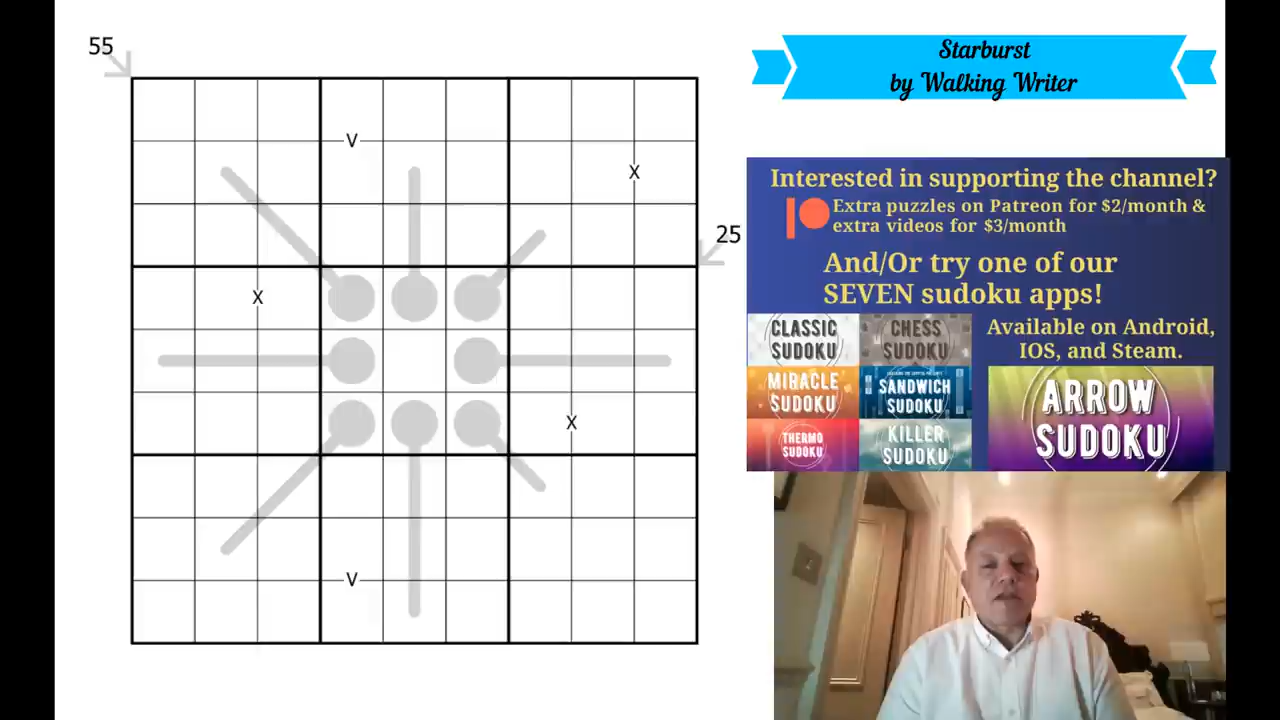 55
Starburst
by Walking Writer
V
X
Interested in supporting the channel?
Extra puzzles on Patreon for $2/month &
extra videos for $3/month
25
And/Or try one of our
SEVEN sudoku apps!
X
CLASSIC
SUDOKU
CHESS
SUDOKU
Available on Android,
IOS, and Steam.
MIRACLE
SUDOKU
SANDWICH
SUDOKU
ARROW
SUDOKU
X
THERMO
SUDOKU
KILLER
SUDOKU
V